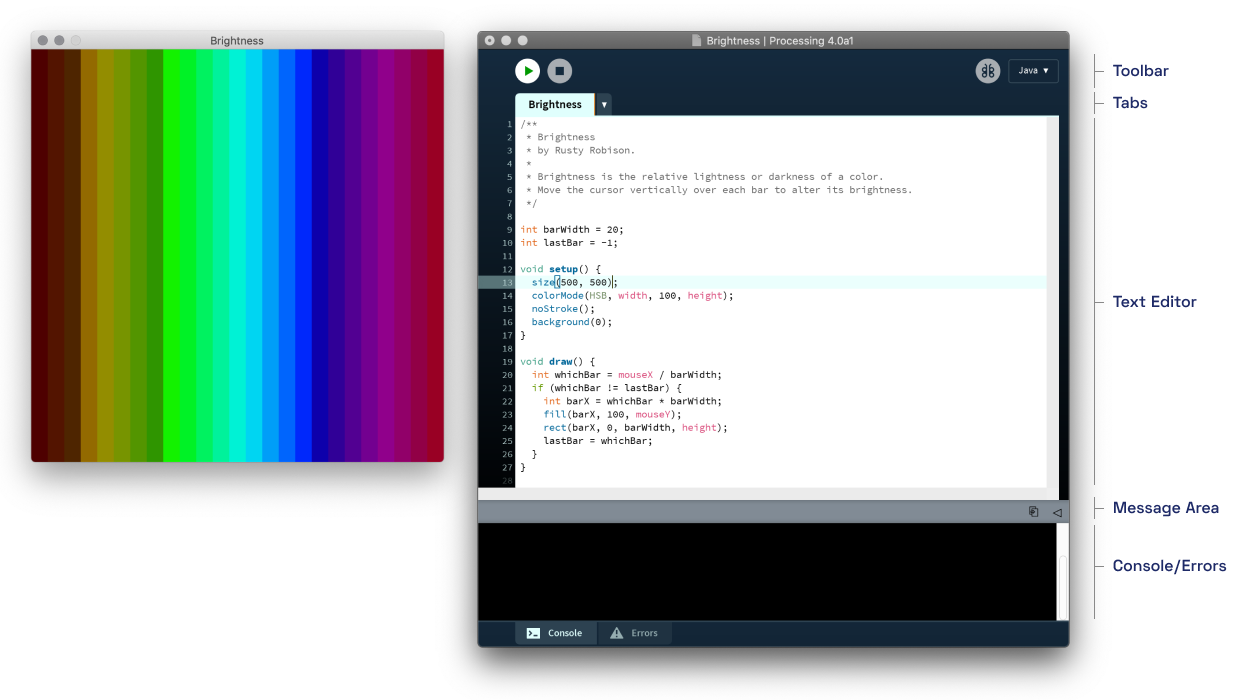 Brightness
Brightness | Processing 4.0a1
Java ▼
Toolbar
Brightness ▼
Tabs
1 /**
2  * Brightness
3  * by Rusty Robison.
4  *
5  * Brightness is the relative lightness or darkness of a color.
6  * Move the cursor vertically over each bar to alter its brightness.
7  */
8
9 int barWidth = 20;
10 int lastBar = -1;
11
12 void setup() {
13   size(500, 500);
14   colorMode(HSB, width, 100, height);
15   noStroke();
16   background(0);
17 }
18
19 void draw() {
20   int whichBar = mouseX / barWidth;
21   if (whichBar != lastBar) {
22     int barX = whichBar * barWidth;
23     fill(barX, 100, mouseY);
24     rect(barX, 0, barWidth, height);
25     lastBar = whichBar;
26   }
27 }
28
Text Editor
Message Area
Console/Errors
Console
Errors